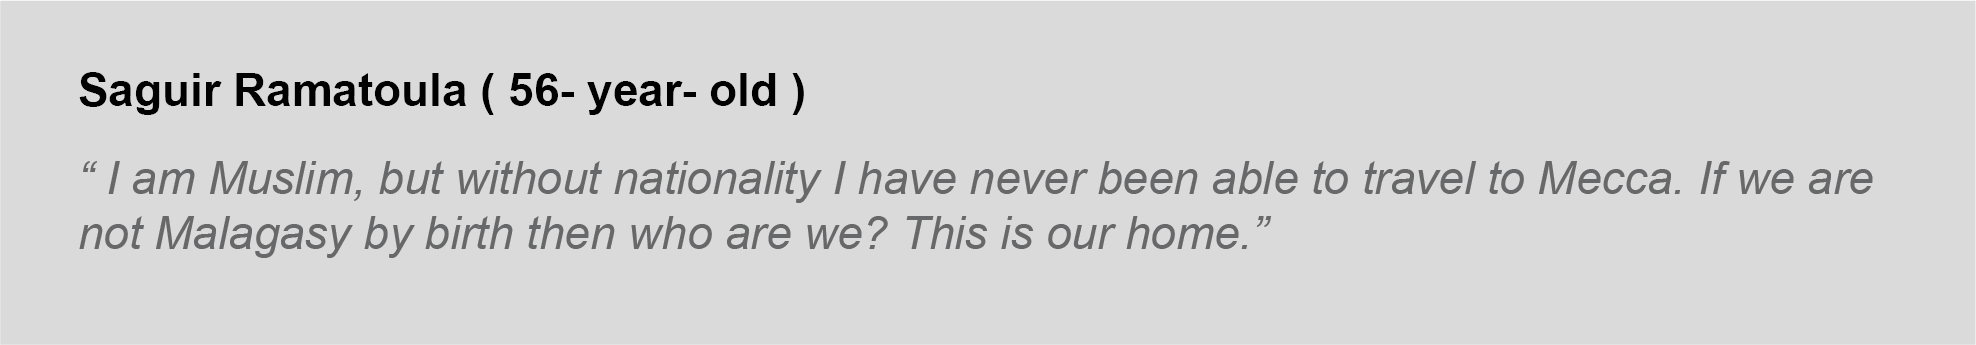 Saguir Ramatoula ( 56- year- old )
“ I am Muslim, but without nationality I have never been able to travel to Mecca. If we are
not Malagasy by birth then who are we? This is our home.”